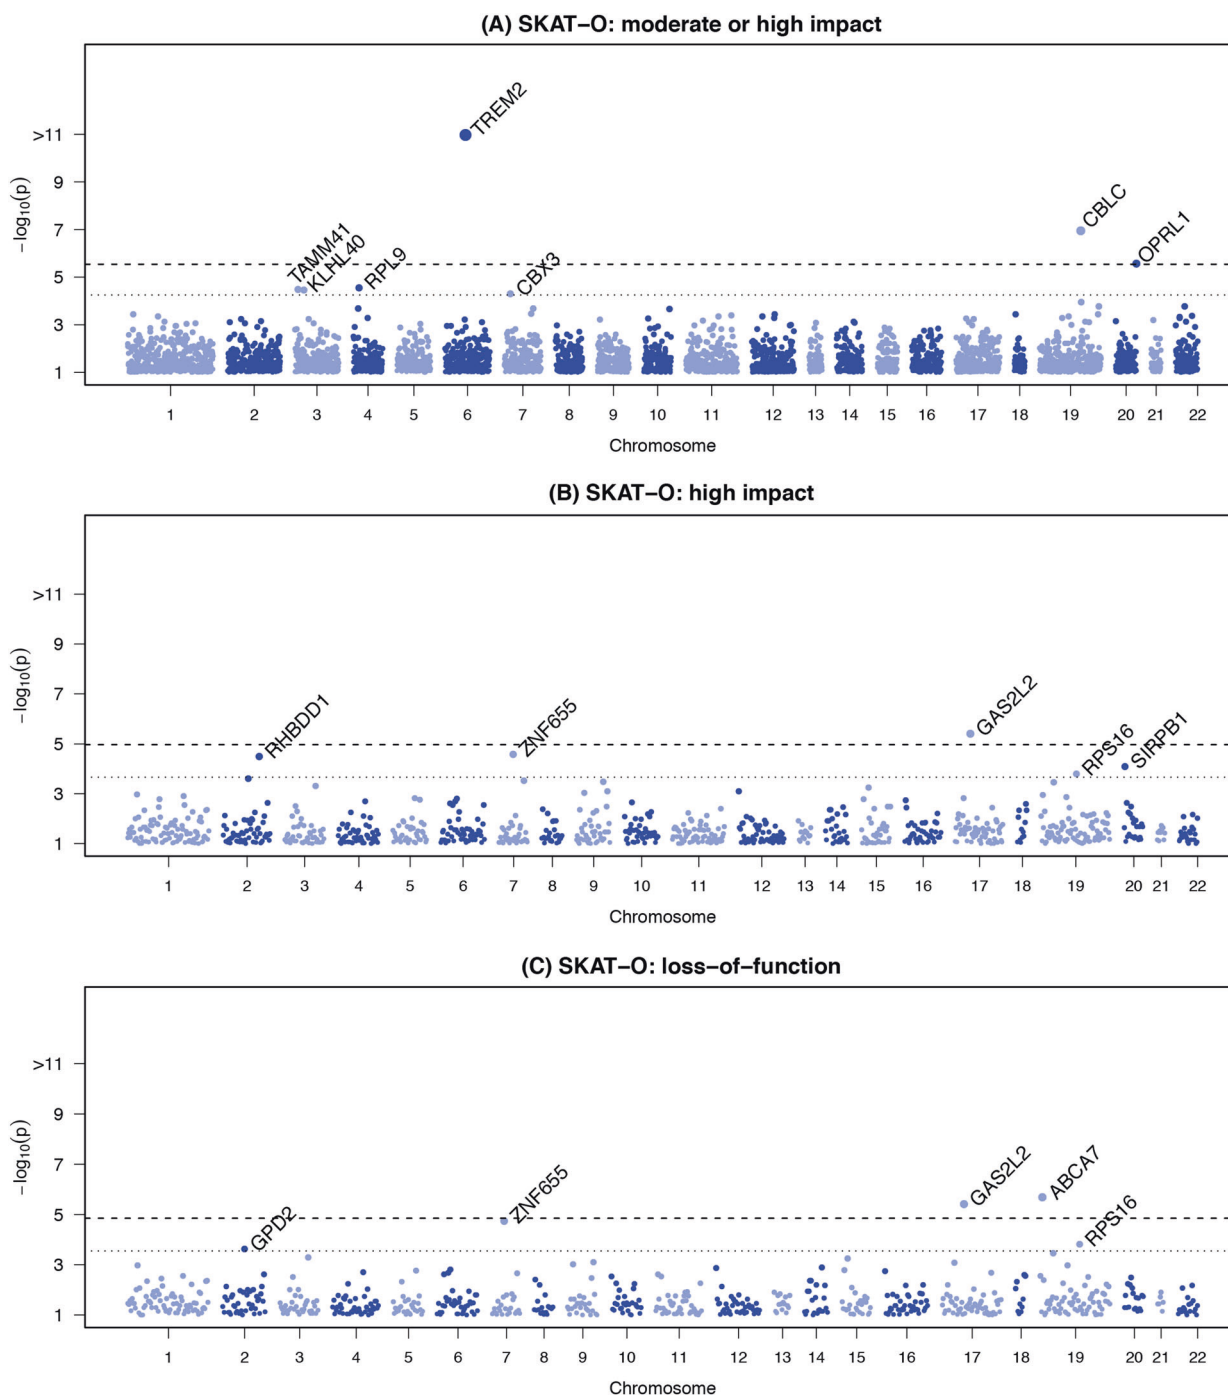 (A) SKAT–O: moderate or high impact
−log10(p)
>11
9
7
5
3
1
TREM2
CBLC
OPRL1
TAMM41
KLHL40
RPL9
CBX3
1 2 3 4 5 6 7 8 9 10 11 12 13 14 15 16 17 18 19 20 21 22
Chromosome
(B) SKAT–O: high impact
−log10(p)
>11
9
7
5
3
1
RHBDD1
ZNF655
GAS2L2
RPS16
SIRPB1
1 2 3 4 5 6 7 8 9 10 11 12 13 14 15 16 17 18 19 20 21 22
Chromosome
(C) SKAT–O: loss–of–function
−log10(p)
>11
9
7
5
3
1
GPD2
ZNF655
GAS2L2
ABCA7
RPS16
1 2 3 4 5 6 7 8 9 10 11 12 13 14 15 16 17 18 19 20 21 22
Chromosome